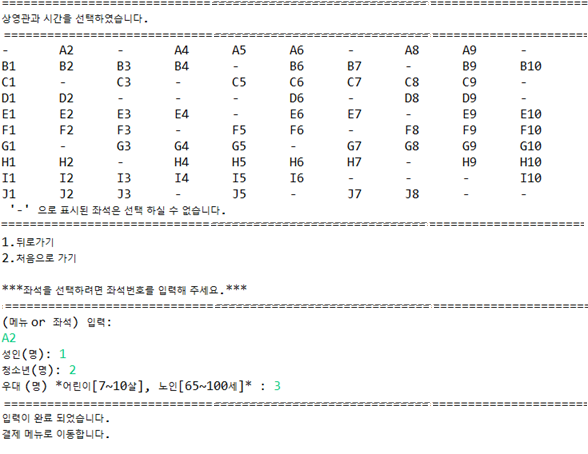 ================================================================
상영관과 시간을 선택하였습니다.
================================================================
- A2 - A4 A5 A6 - A8 A9 -
B1 B2 B3 B4 - B6 B7 - B9 B10
C1 - C3 - C5 C6 C7 C8 C9 -
D1 D2 - - - D6 - D8 D9 -
E1 E2 E3 E4 - E6 E7 - E9 E10
F1 F2 F3 - F5 F6 - F8 F9 F10
G1 - G3 G4 G5 - G7 G8 G9 G10
H1 H2 - H4 H5 H6 H7 - H9 H10
I1 I2 I3 I4 I5 I6 - - - I10
J1 J2 J3 - J5 - J7 J8 - -
'-' 으로 표시된 좌석은 선택 하실 수 없습니다.
================================================================
1.뒤로가기
2.처음으로 가기
***좌석을 선택하려면 좌석번호를 입력해 주세요.***
================================================================
(메뉴 or 좌석) 입력:
A2
성인(명): 1
청소년(명): 2
우대 (명) *어린이[7~10살], 노인[65~100세]* : 3
================================================================
입력이 완료 되었습니다.
결제 메뉴로 이동합니다.